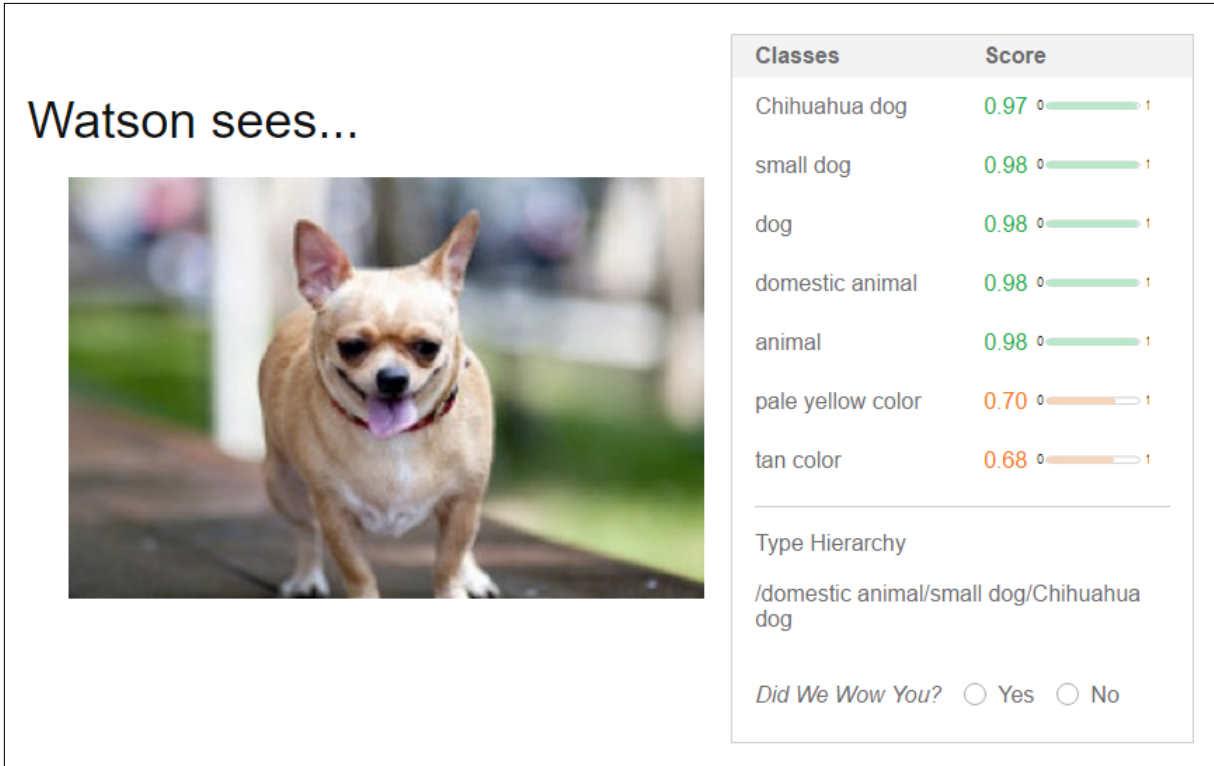 Watson sees...
Classes Score
Chihuahua dog 0.97 0 1
small dog 0.98 0 1
dog 0.98 0 1
domestic animal 0.98 0 1
animal 0.98 0 1
pale yellow color 0.70 0 1
tan color 0.68 0 1
Type Hierarchy
/domestic animal/small dog/Chihuahua
dog
Did We Wow You? Yes No